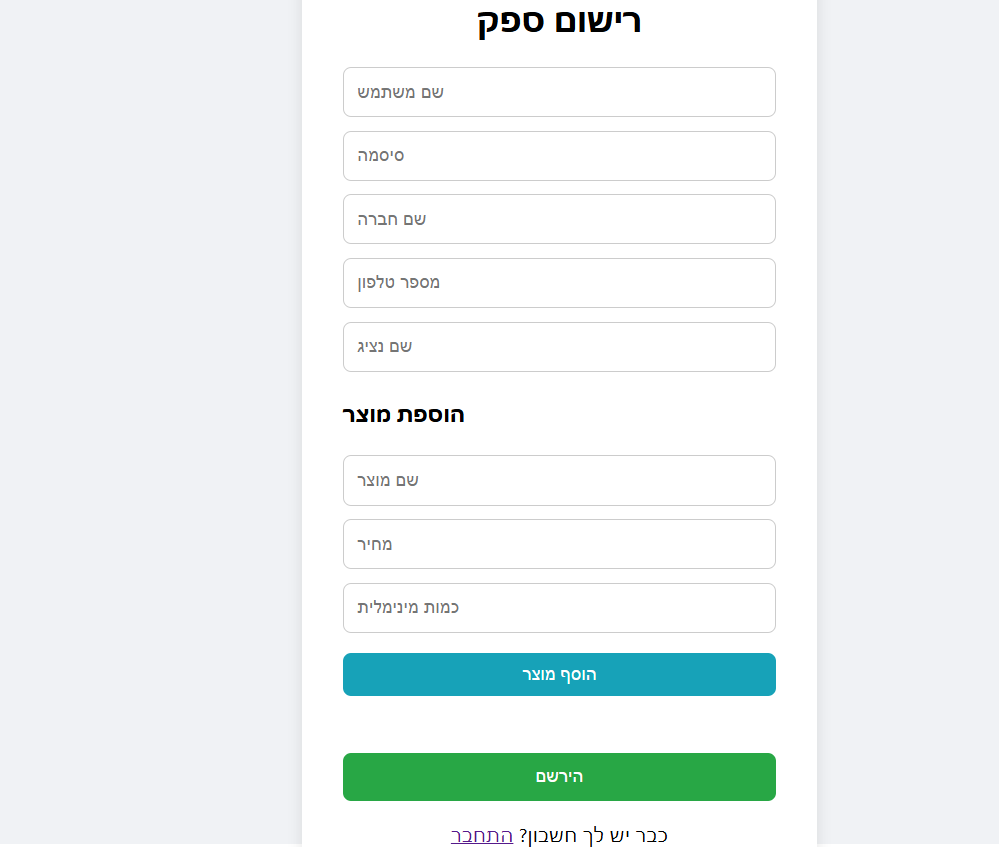 רישום ספק
שם משתמש
סיסמה
שם חברה
מספר טלפון
שם נציג
הוספת מוצר
שם מוצר
מחיר
כמות מינימלית
הוסף מוצר
הירשם
כבר יש לך חשבון? התחבר